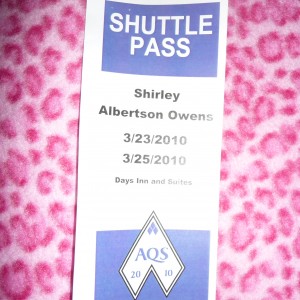 SHUTTLE
PASS
Shirley
Albertson Owens
3/23/2010
3/25/2010
Days Inn and Suites
AQS
20 10